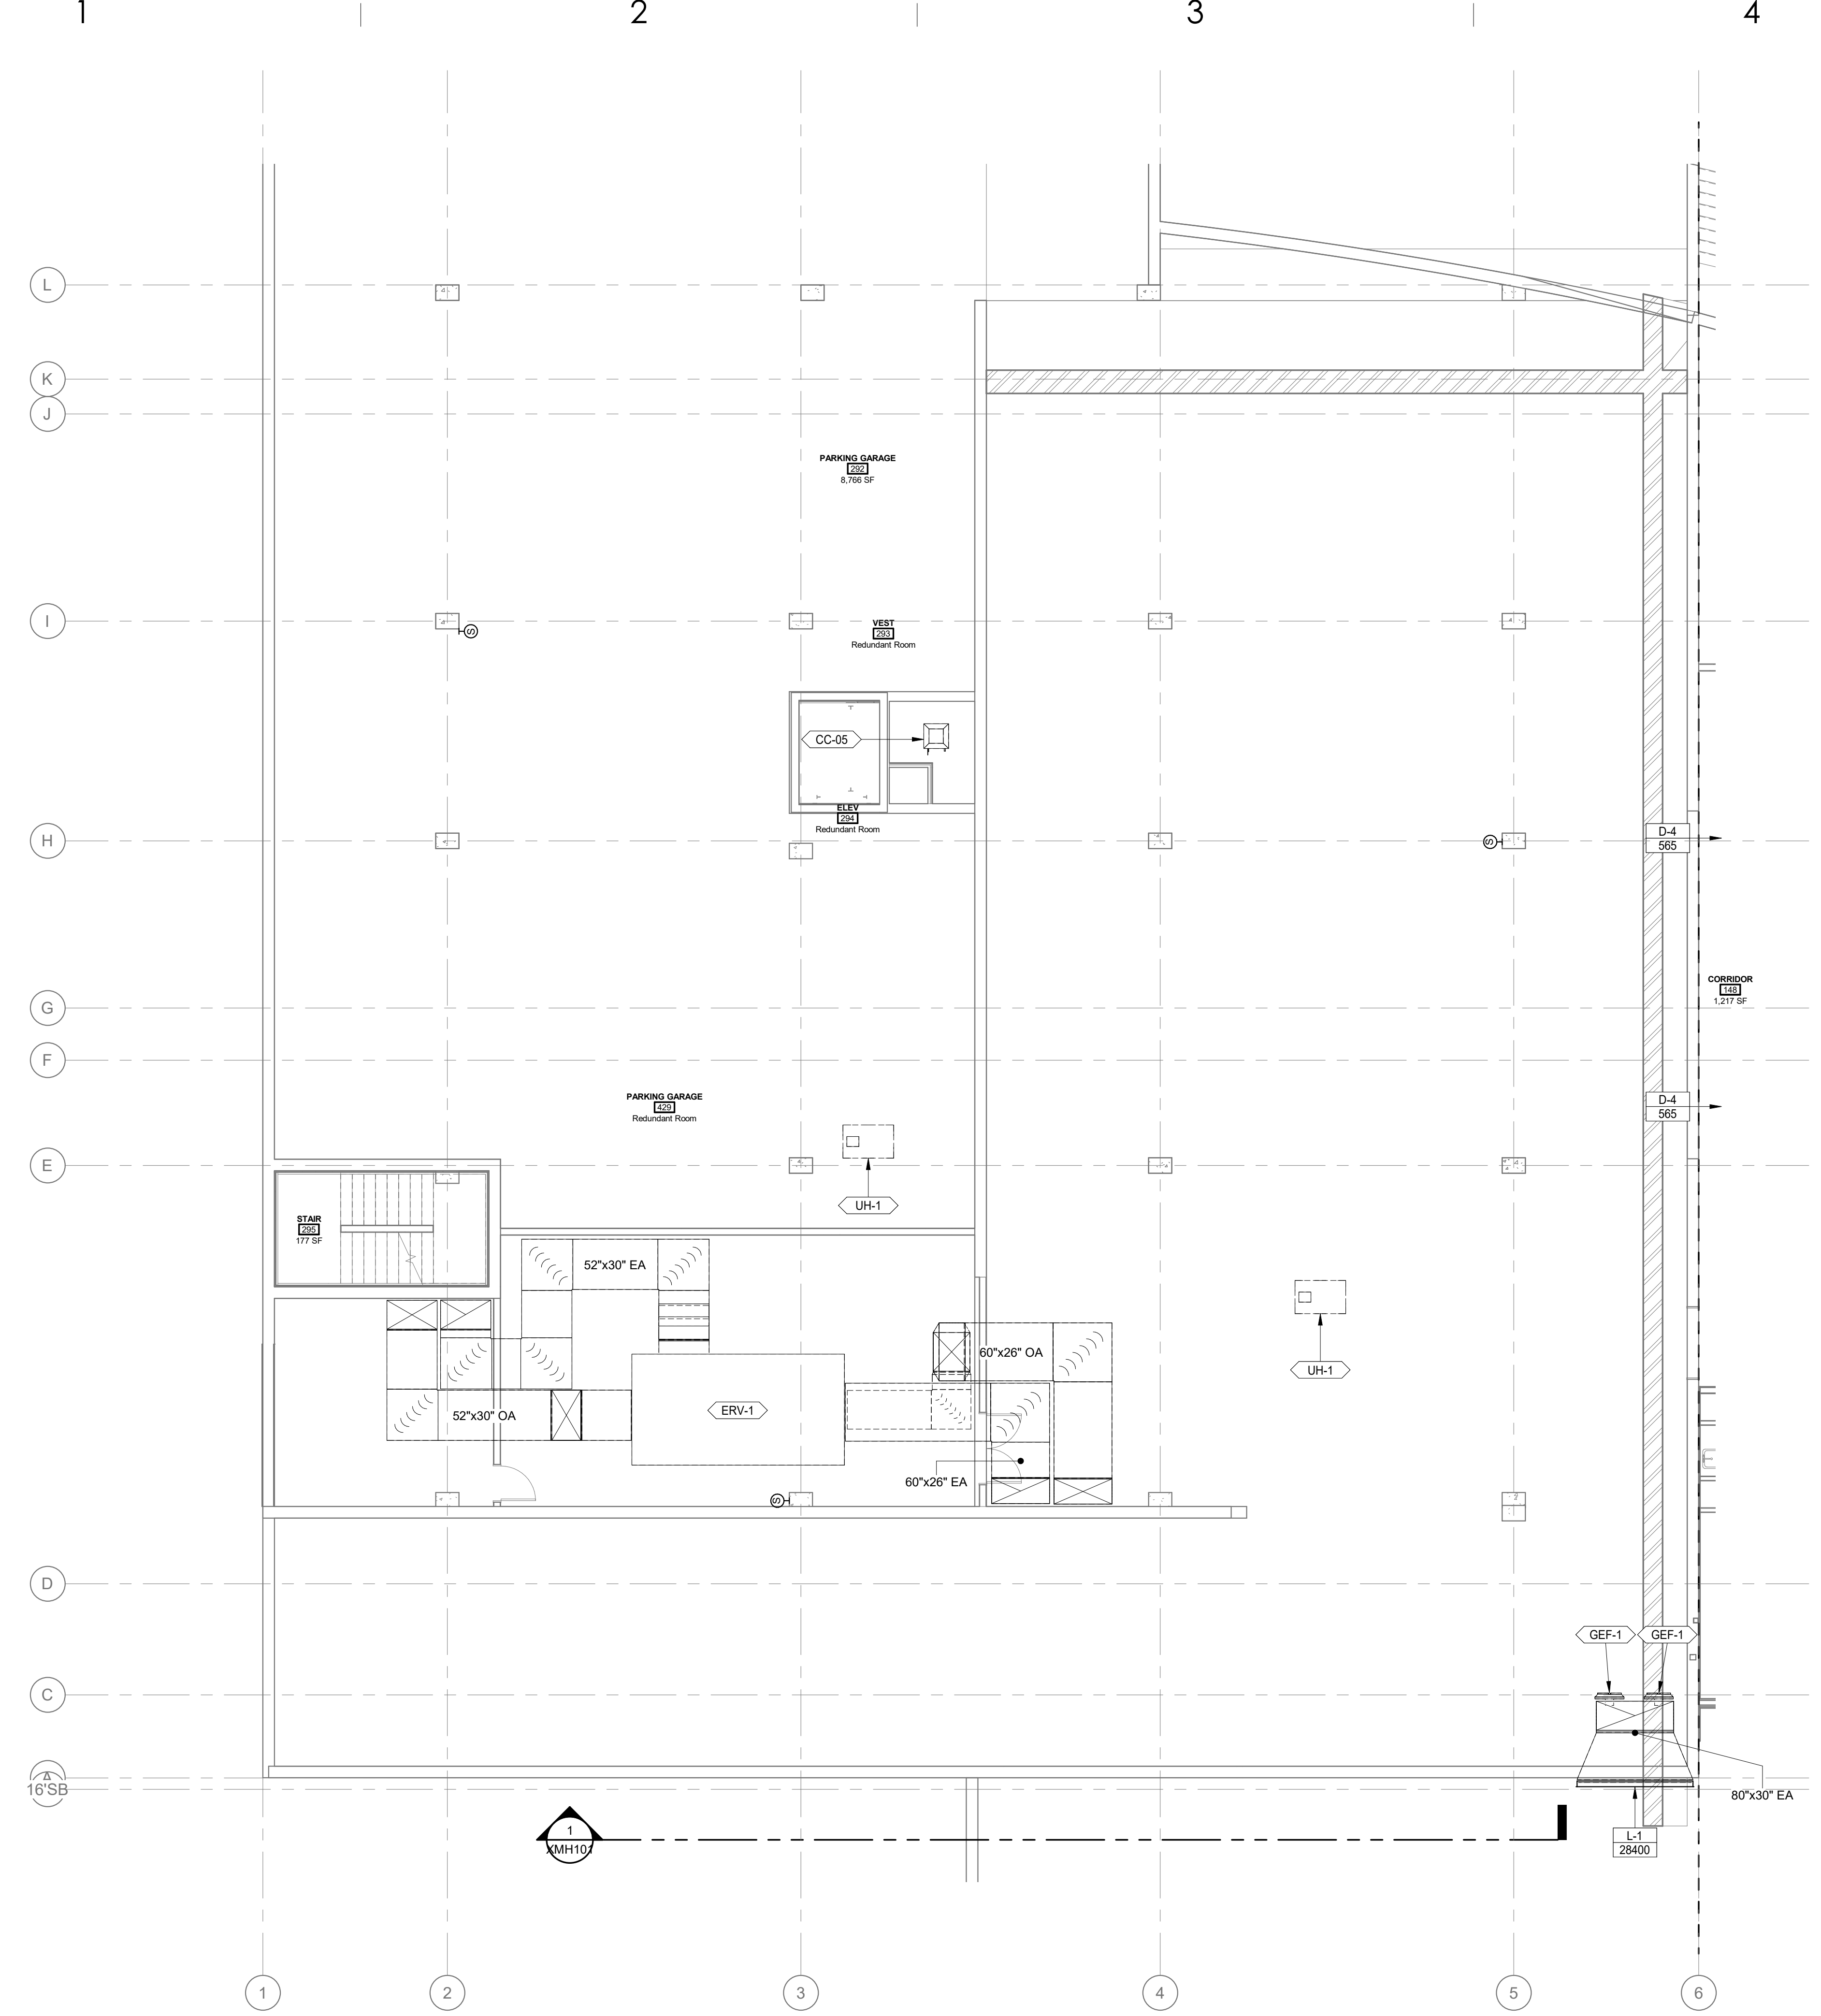 1
2
3
4
L
K
J
PARKING GARAGE
292
8,766 SF
I
S
VEST
293
Redundant Room
CC-05
ELEV
294
Redundant Room
H
S
D-4
565
CORRIDOR
148
1,217 SF
G
F
PARKING GARAGE
429
Redundant Room
D-4
565
E
UH-1
STAIR
295
177 SF
52"x30" EA
60"x26" OA
UH-1
52"x30" OA
ERV-1
60"x26" EA
S
D
GEF-1
GEF-1
C
A
16'SB
80"x30" EA
1
XMH101
L-1
28400
1
2
3
4
5
6